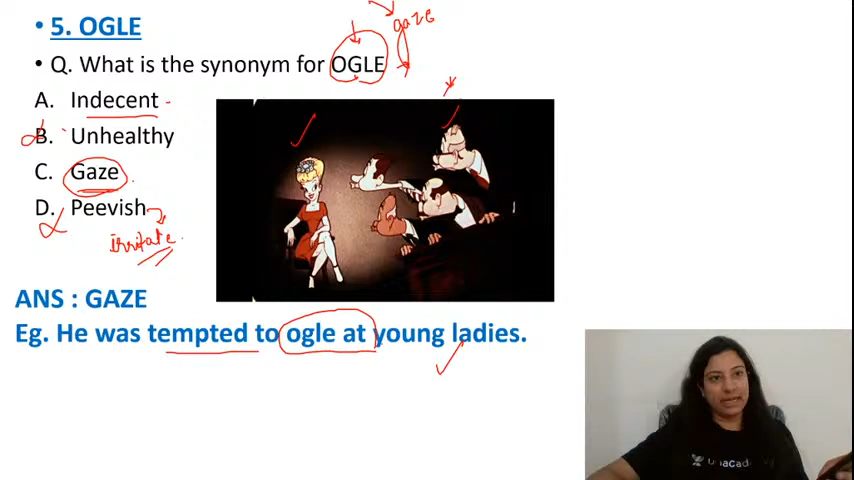 • 5. OGLE
gaze
• Q. What is the synonym for OGLE
A. Indecent
B. Unhealthy
C. Gaze
D. Peevish
irritate
ANS : GAZE
Eg. He was tempted to ogle at young ladies.
unacademy